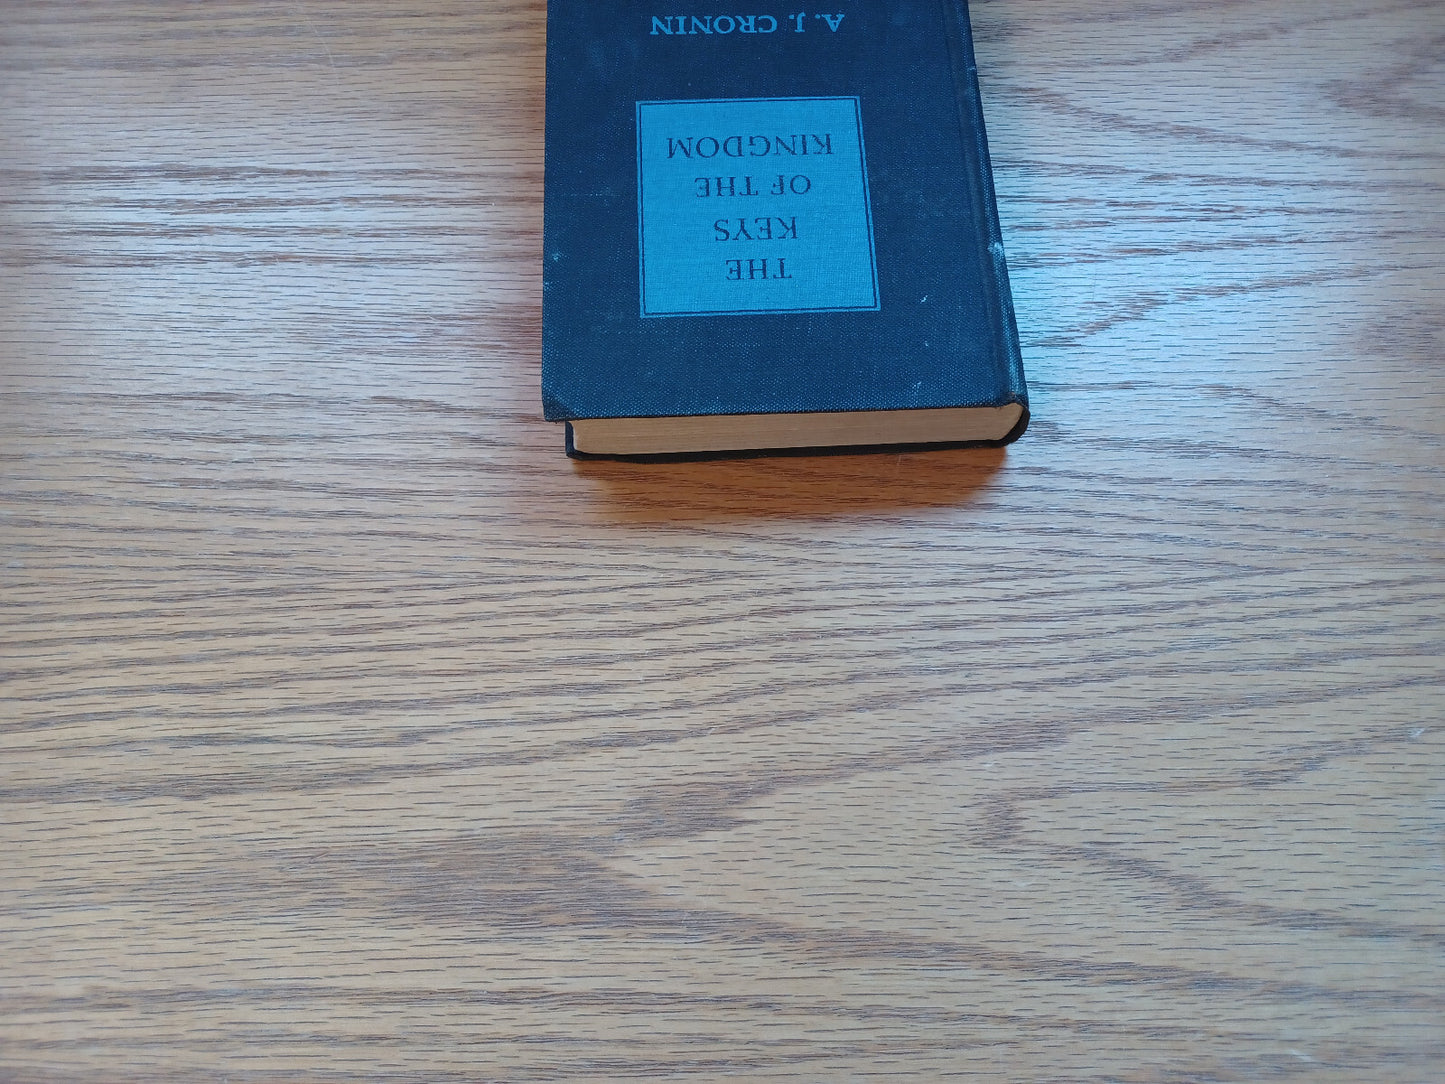 THE
KEYS
OF THE
KINGDOM
A. J. CRONIN